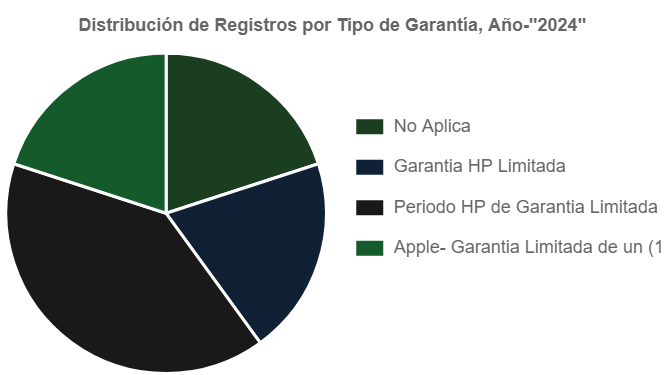 Distribución de Registros por Tipo de Garantía, Año-"2024"
No Aplica
Garantia HP Limitada
Periodo HP de Garantia Limitada
Apple- Garantia Limitada de un (1